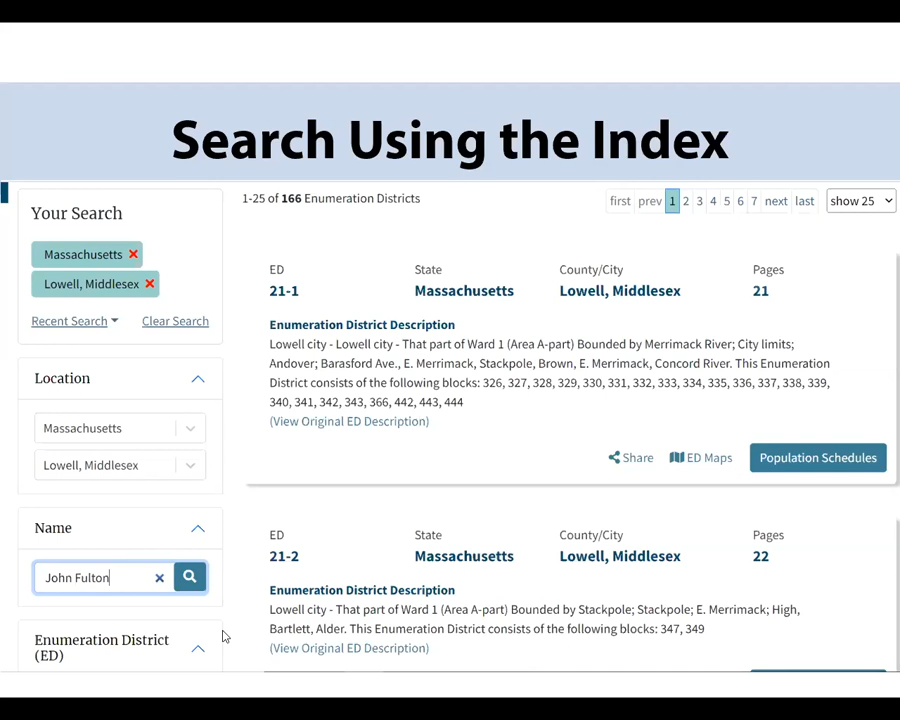 Search Using the Index
Your Search
Massachusetts
Lowell, Middlesex
Recent Search
Clear Search
Location
Massachusetts
Lowell, Middlesex
Name
John Fulton
Enumeration District
(ED)
1-25 of 166 Enumeration Districts
first prev 1 2 3 4 5 6 7 next last
show 25
ED State County/City Pages
21-1 Massachusetts Lowell, Middlesex 21
Enumeration District Description
Lowell city - Lowell city - That part of Ward 1 (Area A-part) Bounded by Merrimack River; City limits;
Andover; Barasford Ave., E. Merrimack, Stackpole, Brown, E. Merrimack, Concord River. This Enumeration
District consists of the following blocks: 326, 327, 328, 329, 330, 331, 332, 333, 334, 335, 336, 337, 338, 339,
340, 341, 342, 343, 366, 442, 443, 444
(View Original ED Description)
Share ED Maps Population Schedules
ED State County/City Pages
21-2 Massachusetts Lowell, Middlesex 22
Enumeration District Description
Lowell city - That part of Ward 1 (Area A-part) Bounded by Stackpole; Stackpole; E. Merrimack; High,
Bartlett, Alder. This Enumeration District consists of the following blocks: 347, 349
(View Original ED Description)